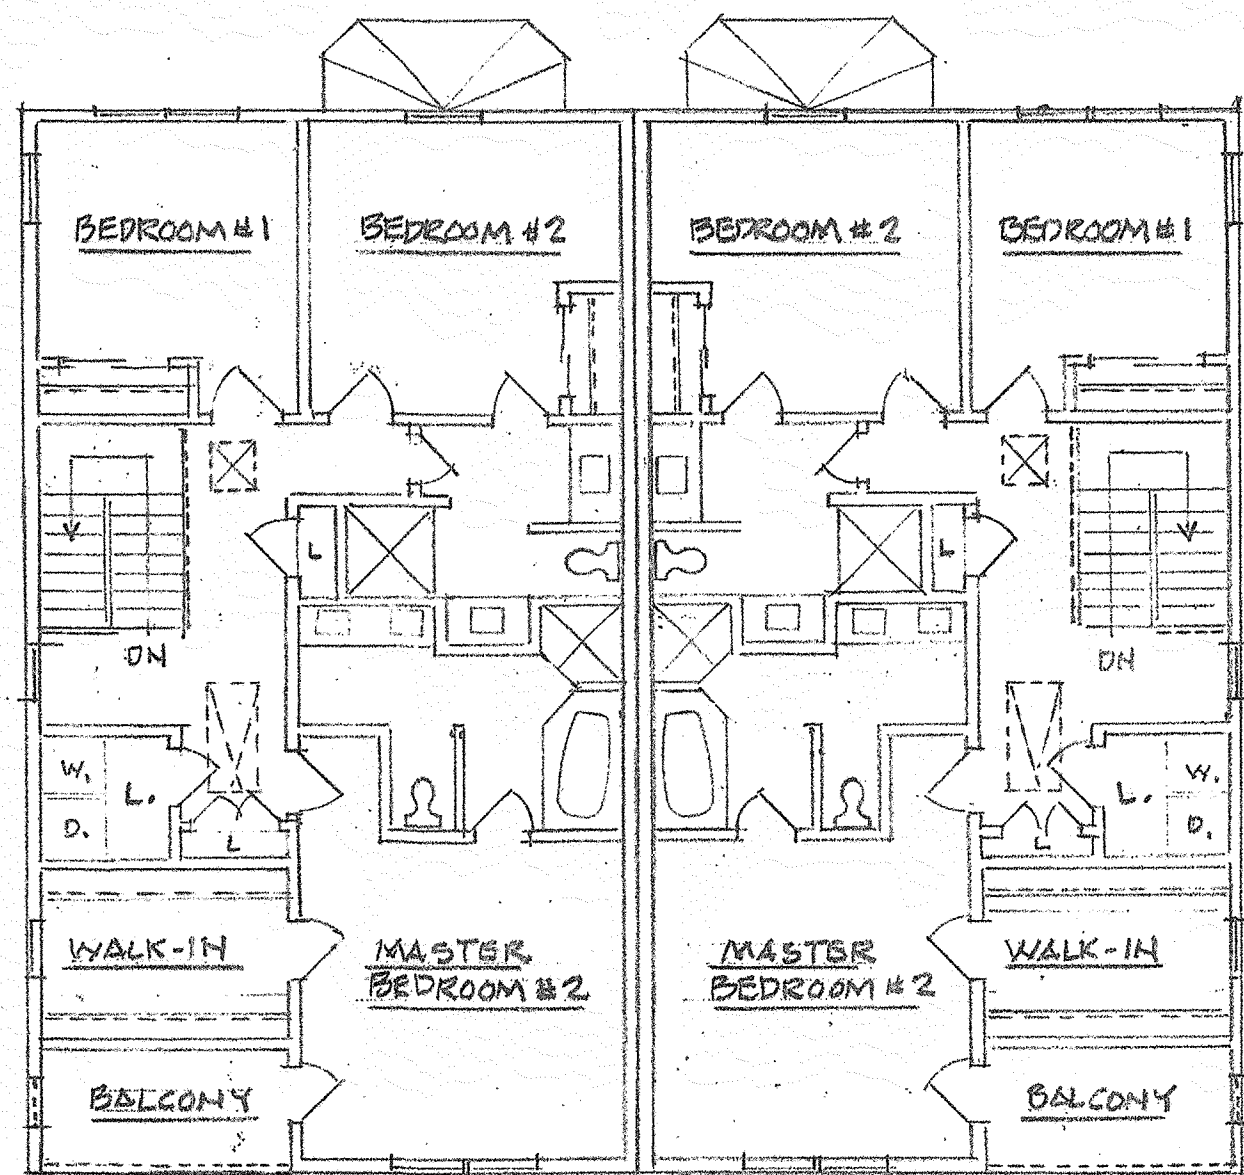 BEDROOM #1
BEDROOM #2
BEDROOM #2
BEDROOM #1
L
L
DN
DN
W.
D.
L.
L
L
L.
W.
D.
WALK-IN
MASTER
BEDROOM #2
MASTER
BEDROOM #2
WALK-IN
BALCONY
BALCONY